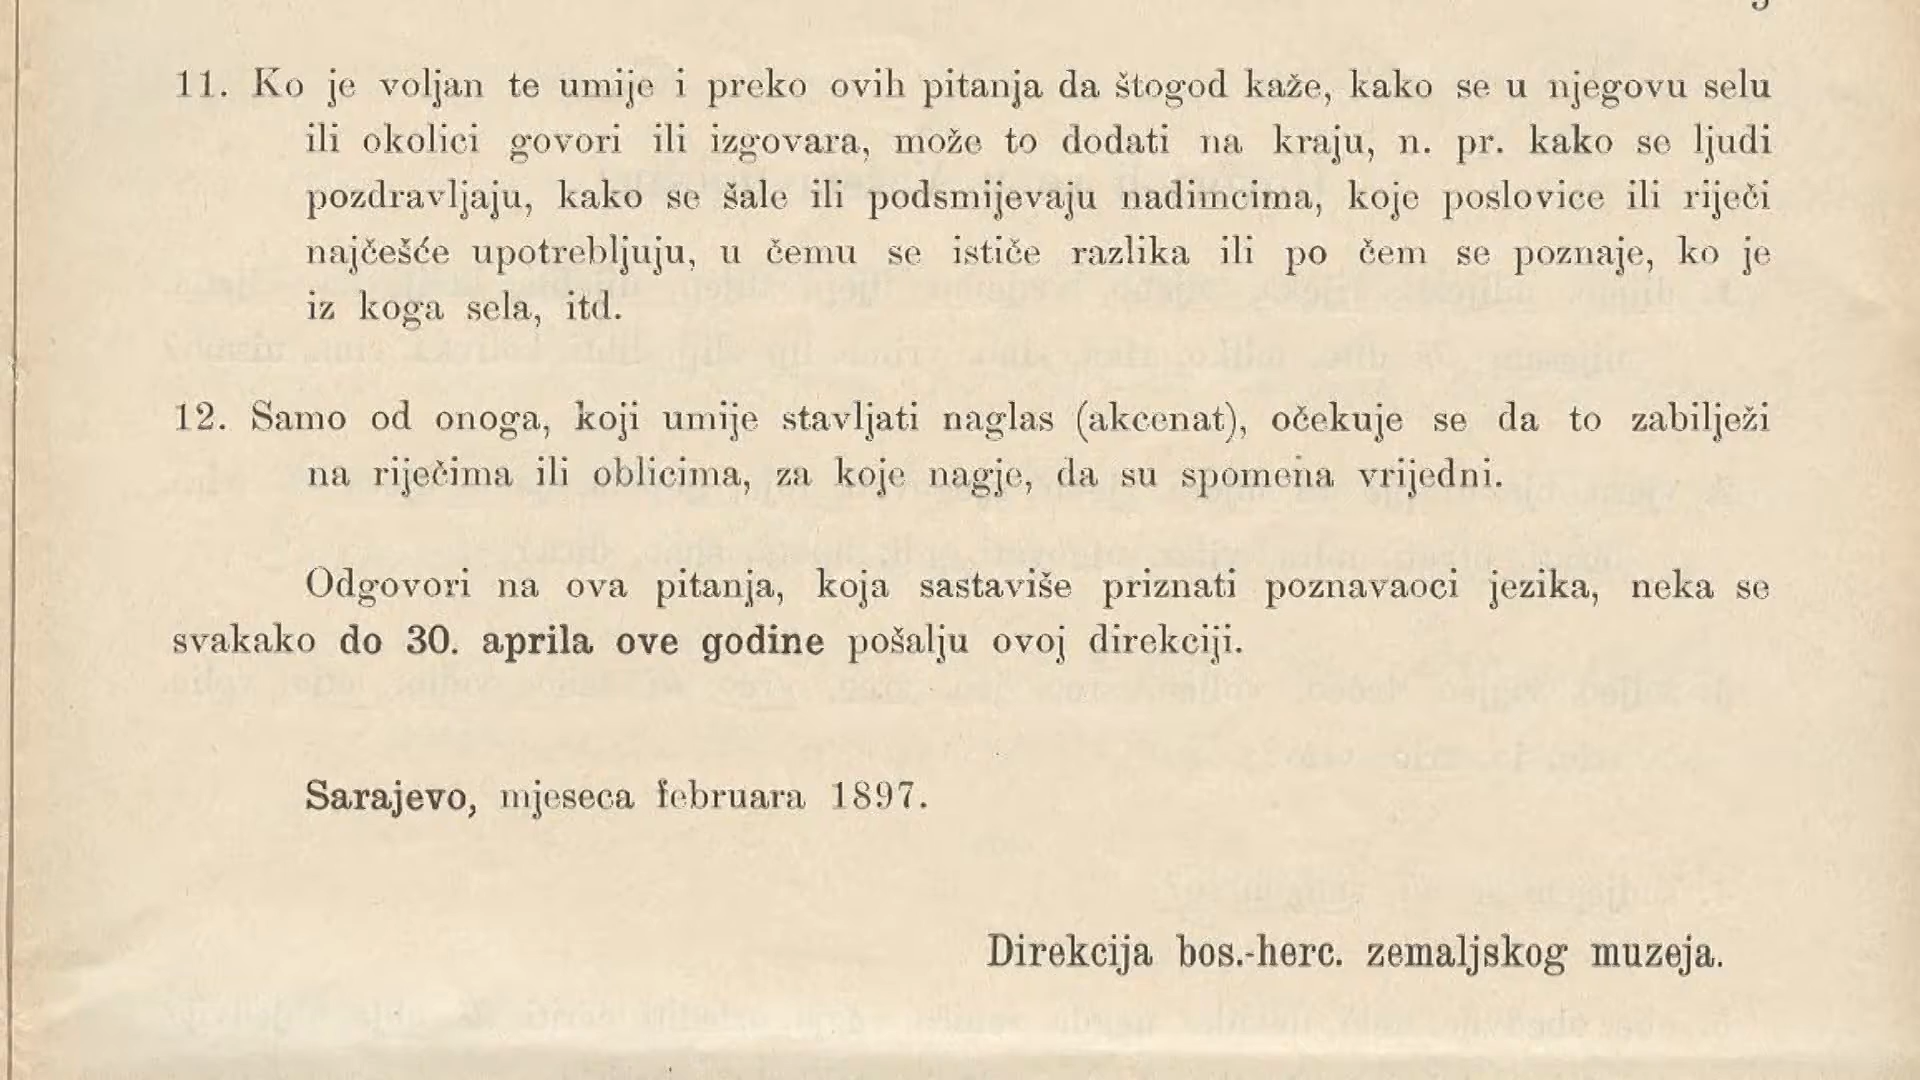 11. Ko je voljan te umije i preko ovih pitanja da štogod kaže, kako se u njegovu selu
ili okolici govori ili izgovara, može to dodati na kraju, n. pr. kako se ljudi
pozdravljaju, kako se šale ili podsmijevaju nadimcima, koje poslovice ili riječi
najčešće upotrebljuju, u čemu se ističe razlika ili po čem se poznaje, ko je
iz koga sela, itd.
12. Samo od onoga, koji umije stavljati naglas (akcenat), očekuje se da to zabilježi
na riječima ili oblicima, za koje nagje, da su spomena vrijedni.
Odgovori na ova pitanja, koja sastaviše priznati poznavaoci jezika, neka se
svakako do 30. aprila ove godine pošalju ovoj direkciji.
Sarajevo, mjeseca februara 1897.
Direkcija bos.-herc. zemaljskog muzeja.